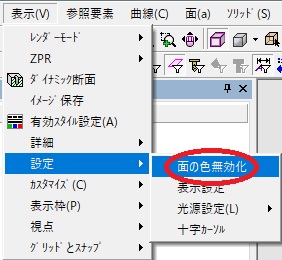 表示(V) 参照要素 曲線(C) 面(a) ソリッド(S)
レンダーモード
ZPR
ダイナミック断面
イメージ保存
有効スタイル設定(A)
詳細
設定
面の色無効化
カスタマイズ(C)
表示設定
表示枠(P)
光源設定(L)
視点
十字カーソル
グリッドとスナップ